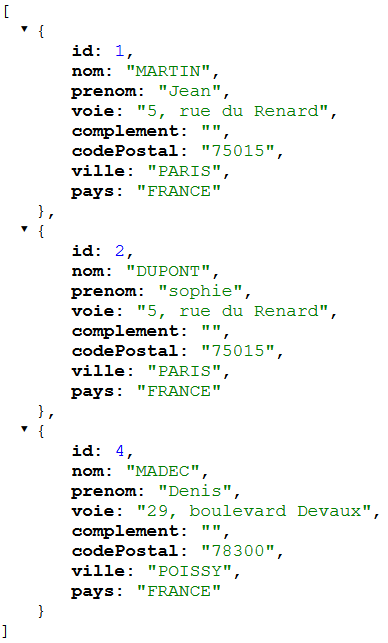 [
{
id: 1,
nom: "MARTIN",
prenom: "Jean",
voie: "5, rue du Renard",
complement: "",
codePostal: "75015",
ville: "PARIS",
pays: "FRANCE"
},
{
id: 2,
nom: "DUPONT",
prenom: "sophie",
voie: "5, rue du Renard",
complement: "",
codePostal: "75015",
ville: "PARIS",
pays: "FRANCE"
},
{
id: 4,
nom: "MADEC",
prenom: "Denis",
voie: "29, boulevard Devaux",
complement: "",
codePostal: "78300",
ville: "POISSY",
pays: "FRANCE"
}
]